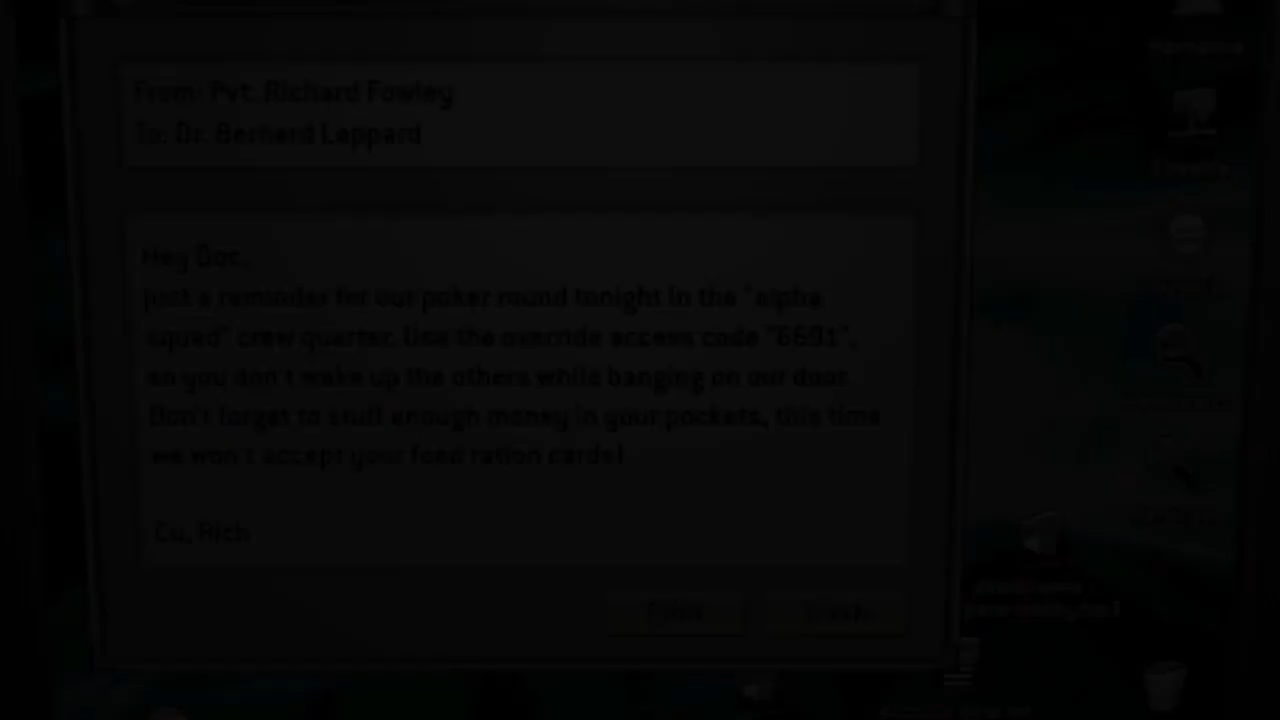 From: Pvt. Richard Fowley
To: Dr. Bernard Leppard
Hey Doc,
just a reminder for our poker round tonight in the "alpha
squad" crew quarter. Use the override access code "6691",
so you don't wake up the others while banging on our door.
Don't forget to stuff enough money in your pockets, this time
we won't accept your food ration cards!
Cu, Rich